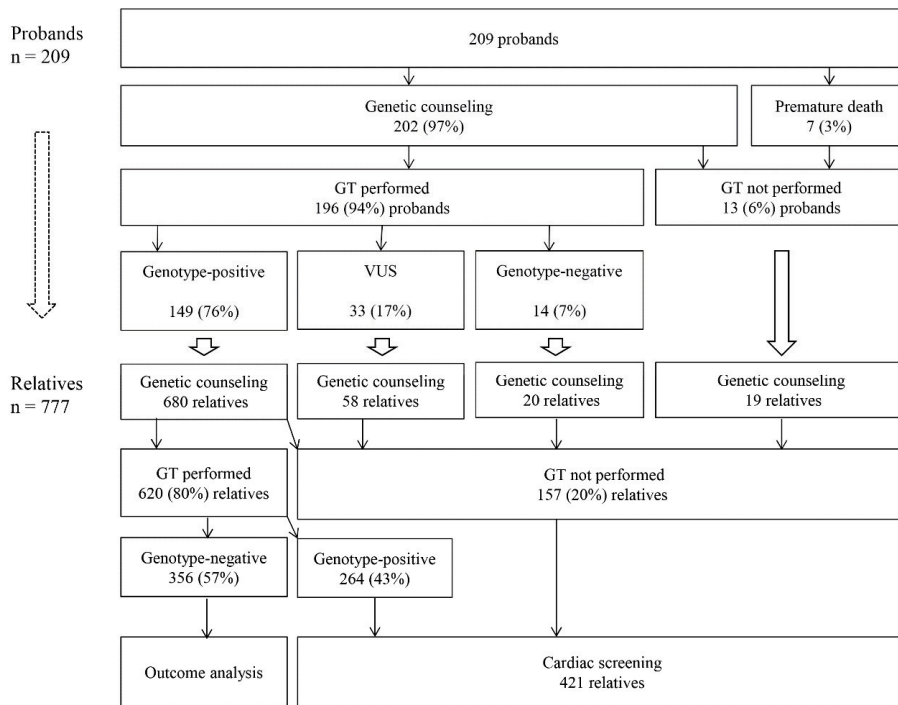 Probands
n = 209
209 probands
Genetic counseling
202 (97%)
Premature death
7 (3%)
GT performed
196 (94%) probands
GT not performed
13 (6%) probands
Genotype-positive
149 (76%)
VUS
33 (17%)
Genotype-negative
14 (7%)
Relatives
n = 777
Genetic counseling
680 relatives
Genetic counseling
58 relatives
Genetic counseling
20 relatives
Genetic counseling
19 relatives
GT performed
620 (80%) relatives
GT not performed
157 (20%) relatives
Genotype-negative
356 (57%)
Genotype-positive
264 (43%)
Outcome analysis
Cardiac screening
421 relatives